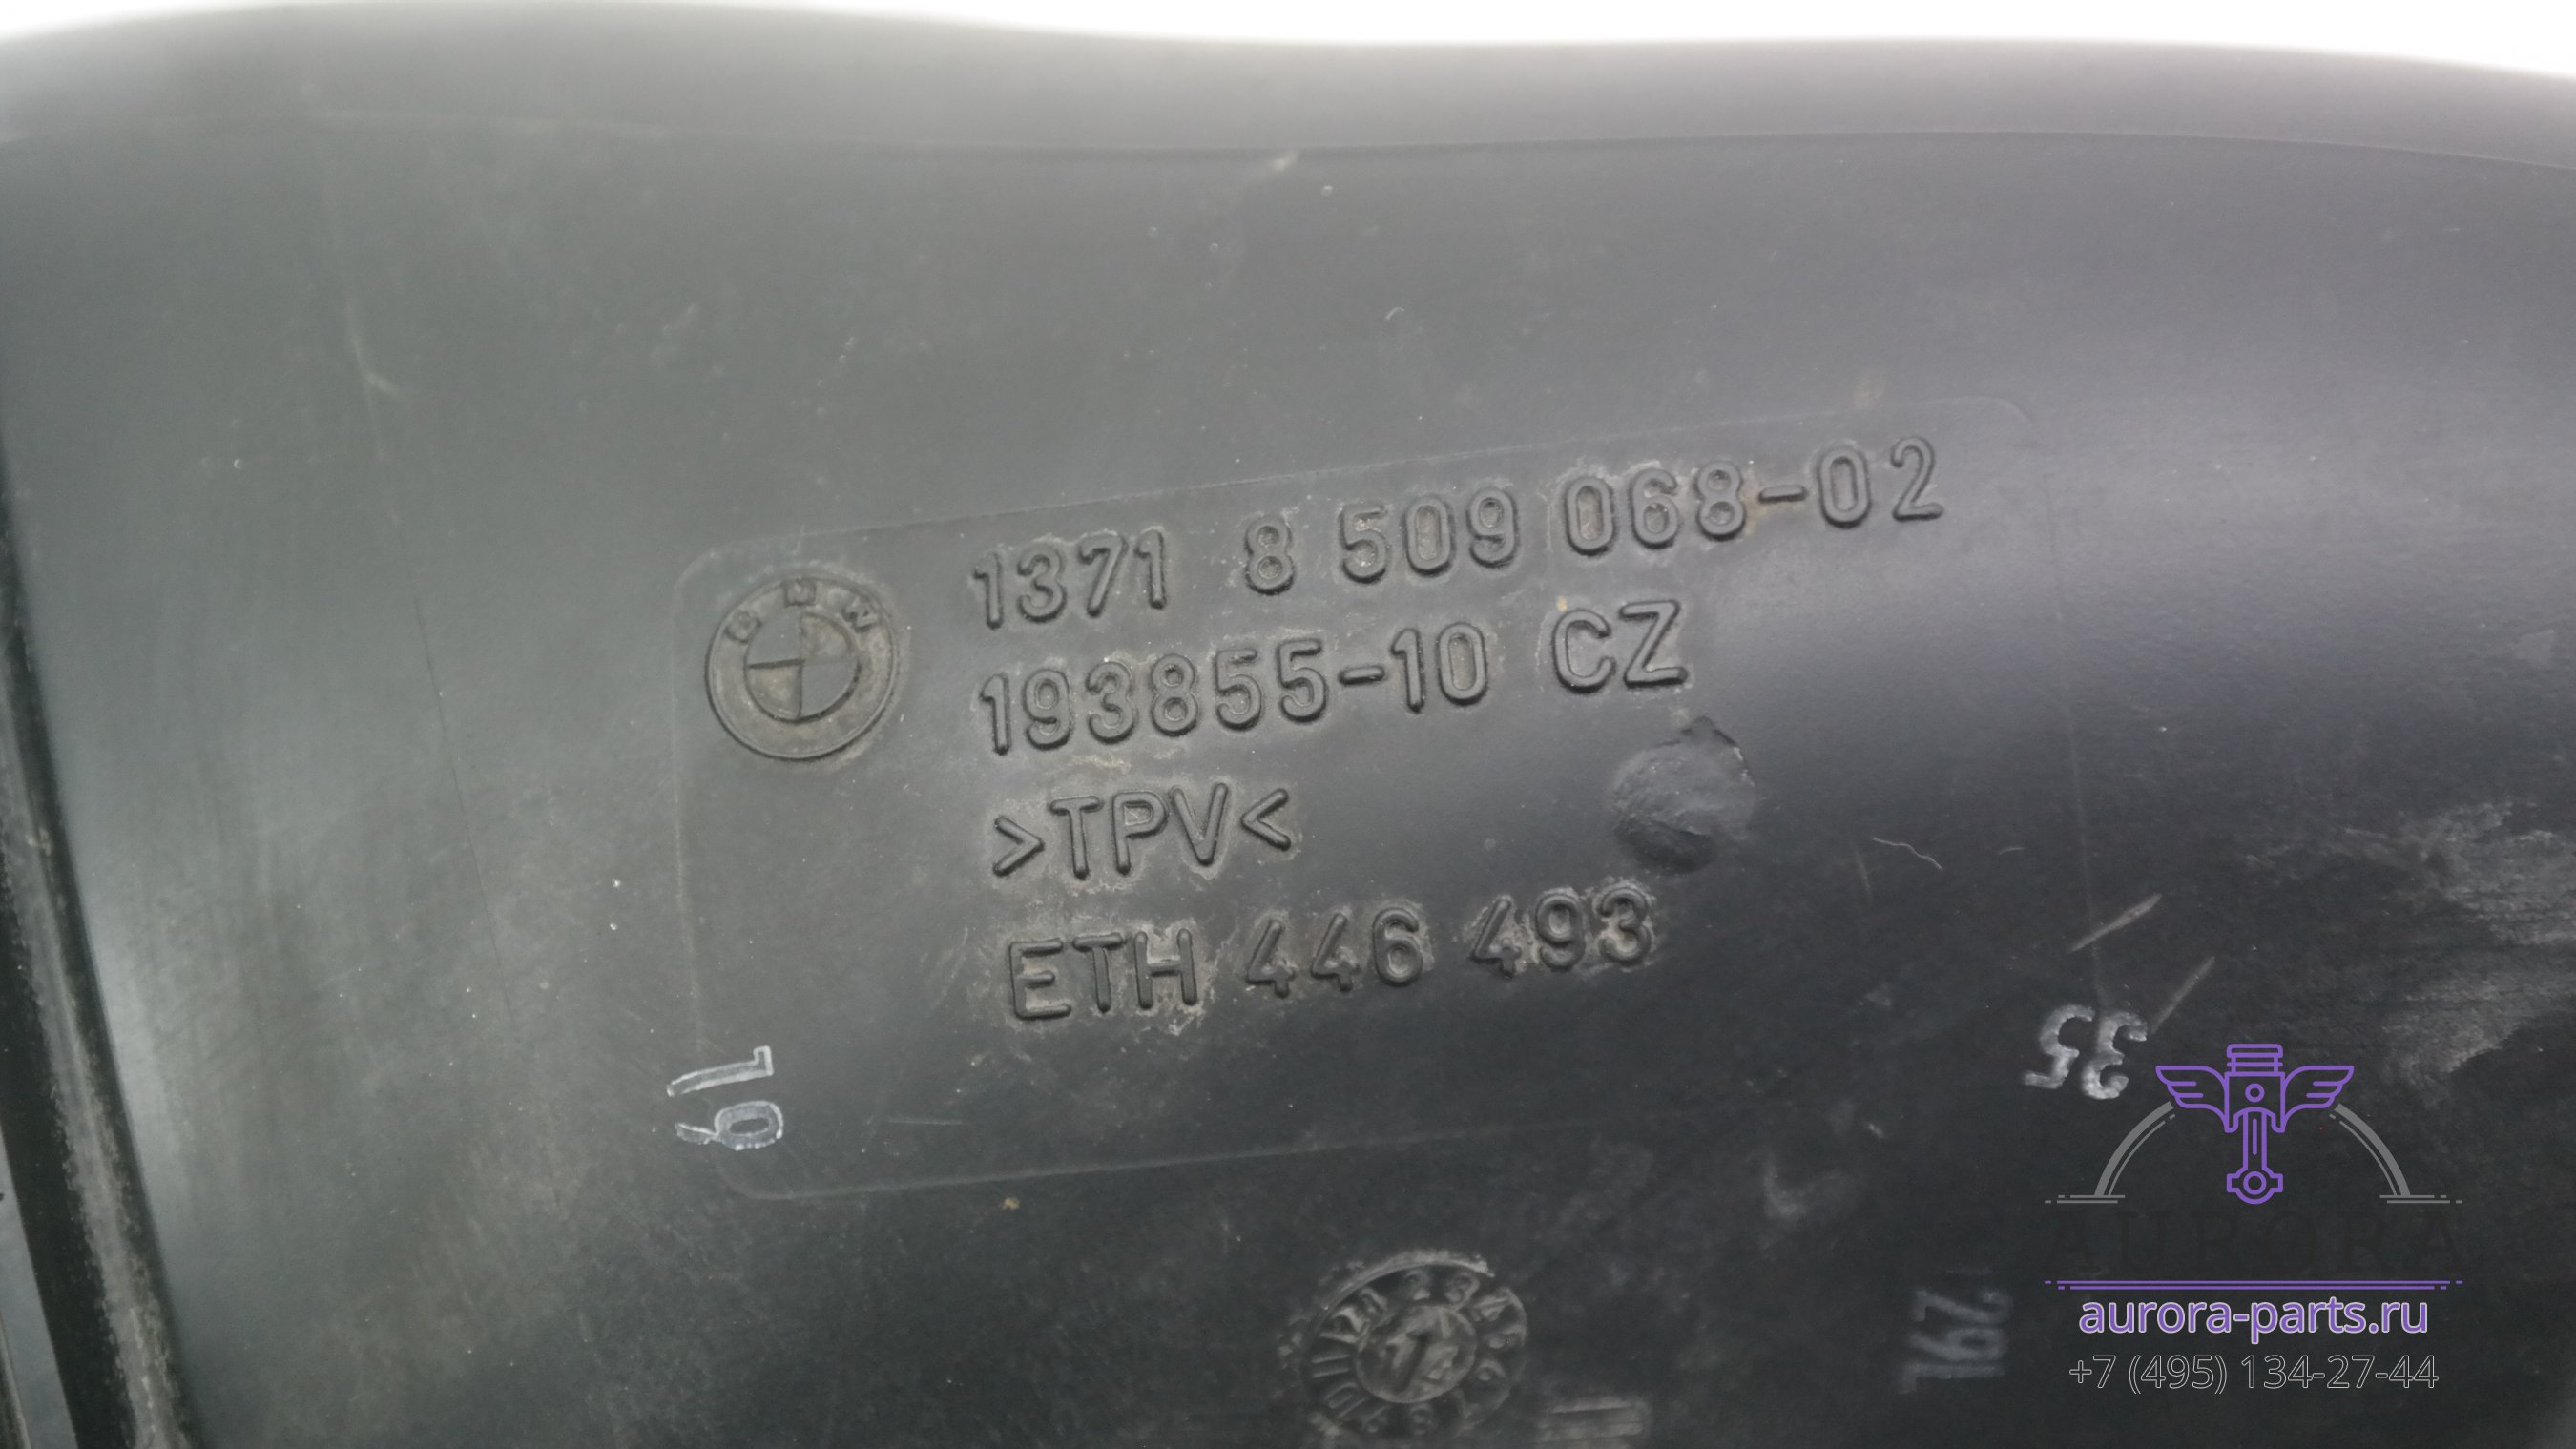 BMW
1371 8 509 068-02
193855-10 CZ
>TPV<
ETH 446 493
19
35
AURORA
aurora-parts.ru
+7 (495) 134-27-44